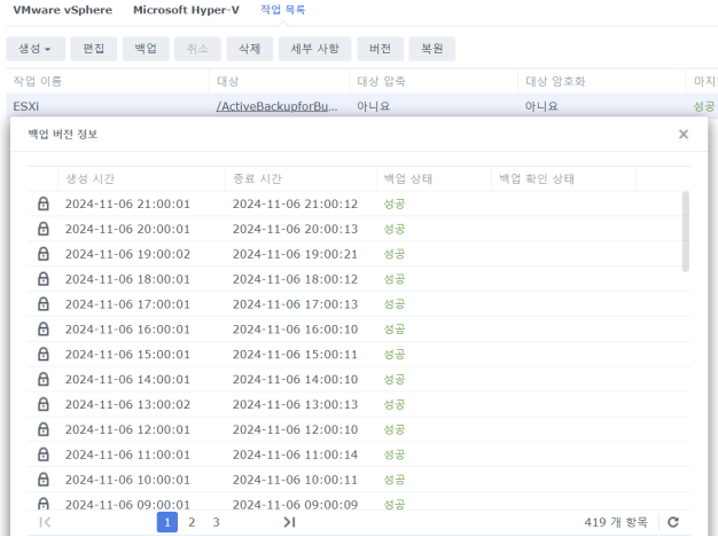 VMware vSphere Microsoft Hyper-V 작업 목록
생성 편집 백업 취소 삭제 세부 사항 버전 복원
작업 이름 대상 대상 압축 대상 암호화
ESXi /ActiveBackupforBu... 아니요 아니요 성공
백업 버전 정보
생성 시간 종료 시간 백업 상태 백업 확인 상태
2024-11-06 21:00:01 2024-11-06 21:00:12 성공
2024-11-06 20:00:01 2024-11-06 20:00:13 성공
2024-11-06 19:00:02 2024-11-06 19:00:21 성공
2024-11-06 18:00:01 2024-11-06 18:00:12 성공
2024-11-06 17:00:01 2024-11-06 17:00:13 성공
2024-11-06 16:00:01 2024-11-06 16:00:10 성공
2024-11-06 15:00:01 2024-11-06 15:00:11 성공
2024-11-06 14:00:01 2024-11-06 14:00:10 성공
2024-11-06 13:00:02 2024-11-06 13:00:13 성공
2024-11-06 12:00:01 2024-11-06 12:00:10 성공
2024-11-06 11:00:01 2024-11-06 11:00:14 성공
2024-11-06 10:00:01 2024-11-06 10:00:11 성공
2024-11-06 09:00:01 2024-11-06 09:00:09 성공
1 2 3 419 개 항목